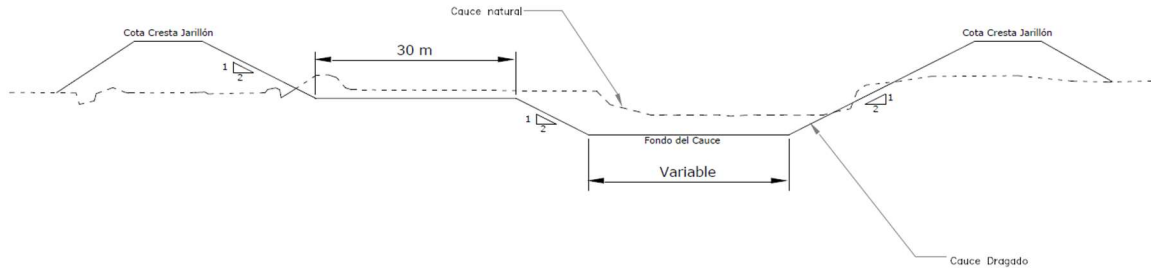 Cauce natural
Cota Cresta Jarillón
Cota Cresta Jarillón
30 m
1
2
1
2
1
2
Fondo del Cauce
Variable
Cauce Dragado